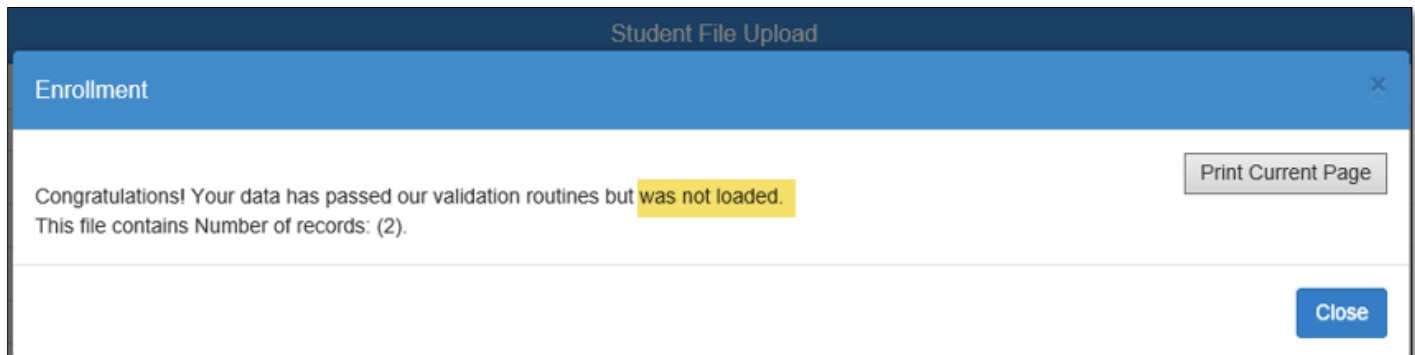 Student File Upload
Enrollment
×
Print Current Page
Congratulations! Your data has passed our validation routines but was not loaded.
This file contains Number of records: (2).
Close